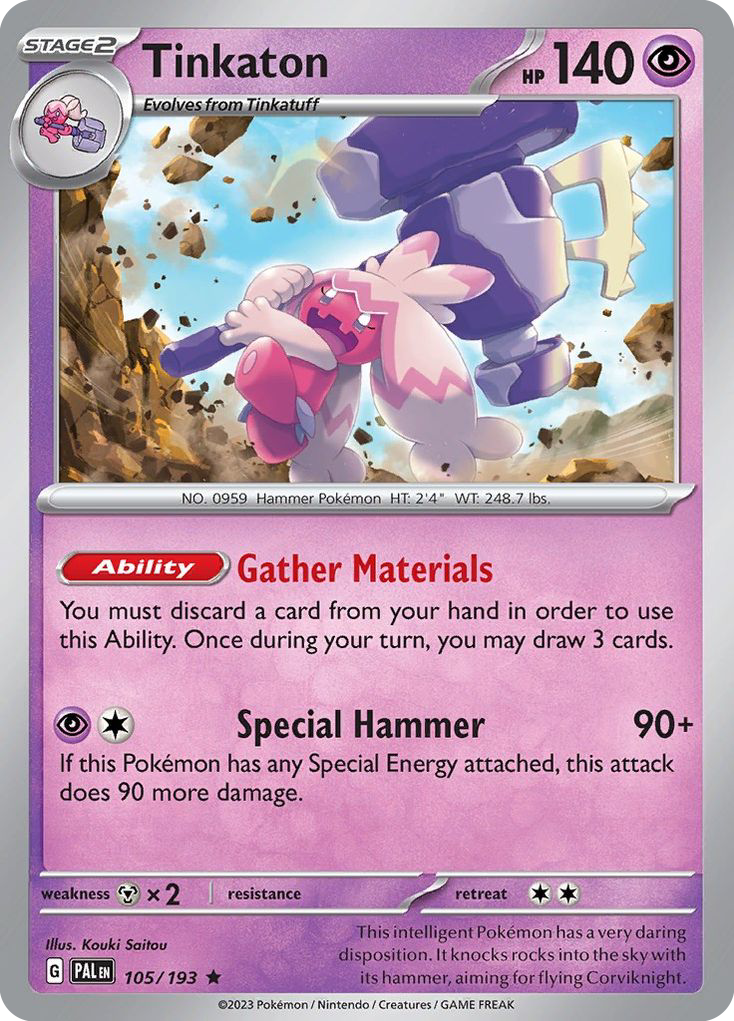 STAGE2
Tinkaton
HP 140
Evolves from Tinkatuff
NO. 0959 Hammer Pokémon HT: 2'4" WT: 248.7 lbs.
Ability Gather Materials
You must discard a card from your hand in order to use
this Ability. Once during your turn, you may draw 3 cards.
Special Hammer 90+
If this Pokémon has any Special Energy attached, this attack
does 90 more damage.
weakness ×2 resistance retreat
Illus. Kouki Saitou
This intelligent Pokémon has a very daring
disposition. It knocks rocks into the sky with
its hammer, aiming for flying Corviknight.
G PAL EN 105/193 ★
©2023 Pokémon / Nintendo / Creatures / GAME FREAK